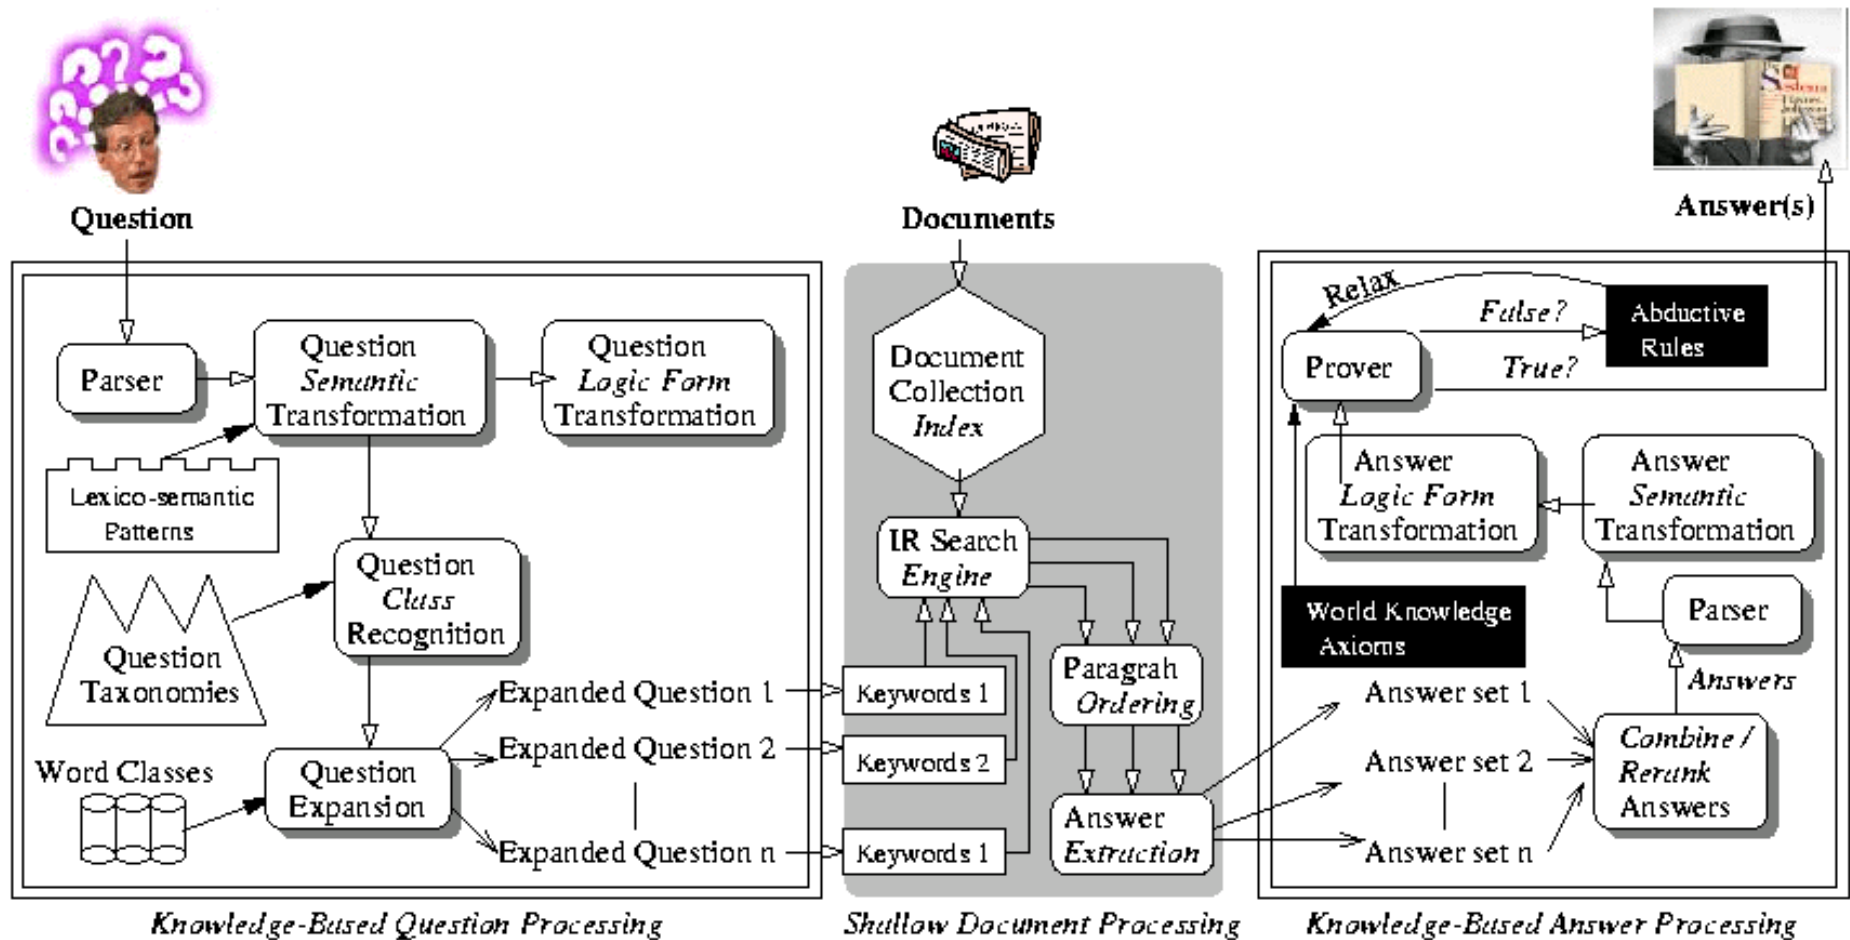 Question
Documents
Answer(s)
Parser
Question
Semantic
Transformation
Question
Logic Form
Transformation
Lexico-semantic
Patterns
Question
Class
Recognition
Question
Taxonomies
Word Classes
Question
Expansion
Expanded Question 1
Expanded Question 2
Expanded Question n
Knowledge-Based Question Processing
Document
Collection
Index
IR Search
Engine
Keywords 1
Keywords 2
Keywords 1
Paragrah
Ordering
Answer
Extraction
Shallow Document Processing
Relax
False?
Abductive
Rules
Prover
True?
Answer
Logic Form
Transformation
Answer
Semantic
Transformation
World Knowledge
Axioms
Parser
Answers
Answer set 1
Answer set 2
Answer set n
Combine /
Rerank
Answers
Knowledge-Based Answer Processing